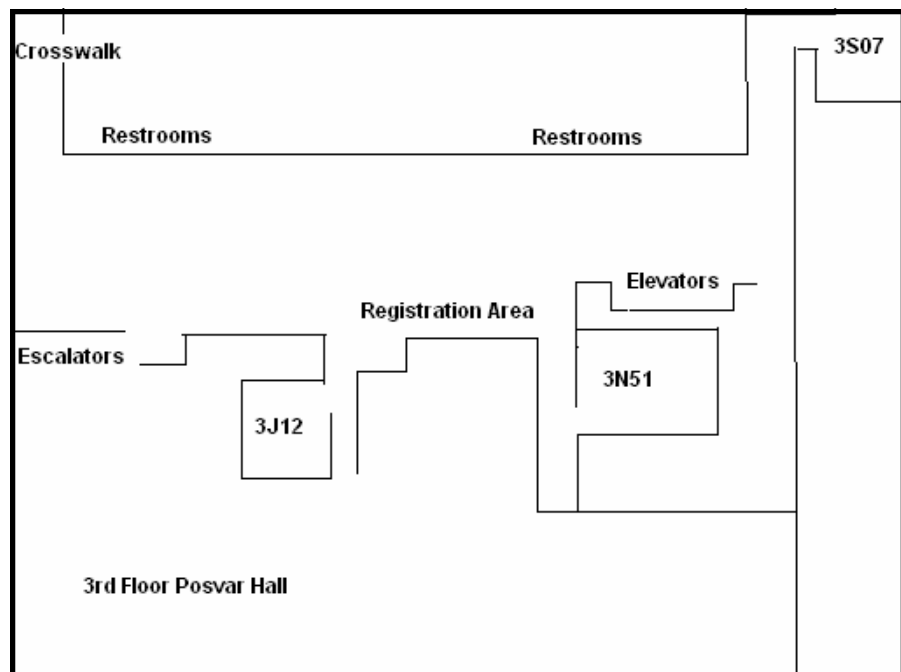 3S07
Crosswalk
Restrooms
Restrooms
Elevators
Registration Area
Escalators
3N51
3J12
3rd Floor Posvar Hall